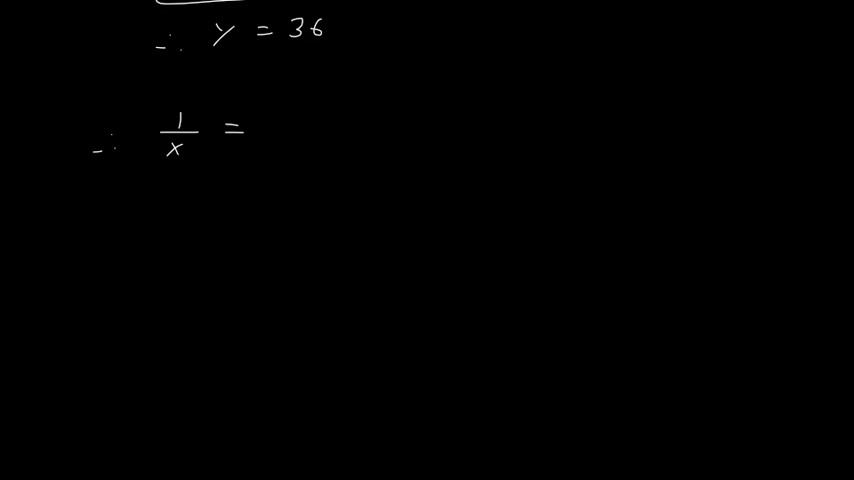 ∴ y = 36
∴ 1/x =